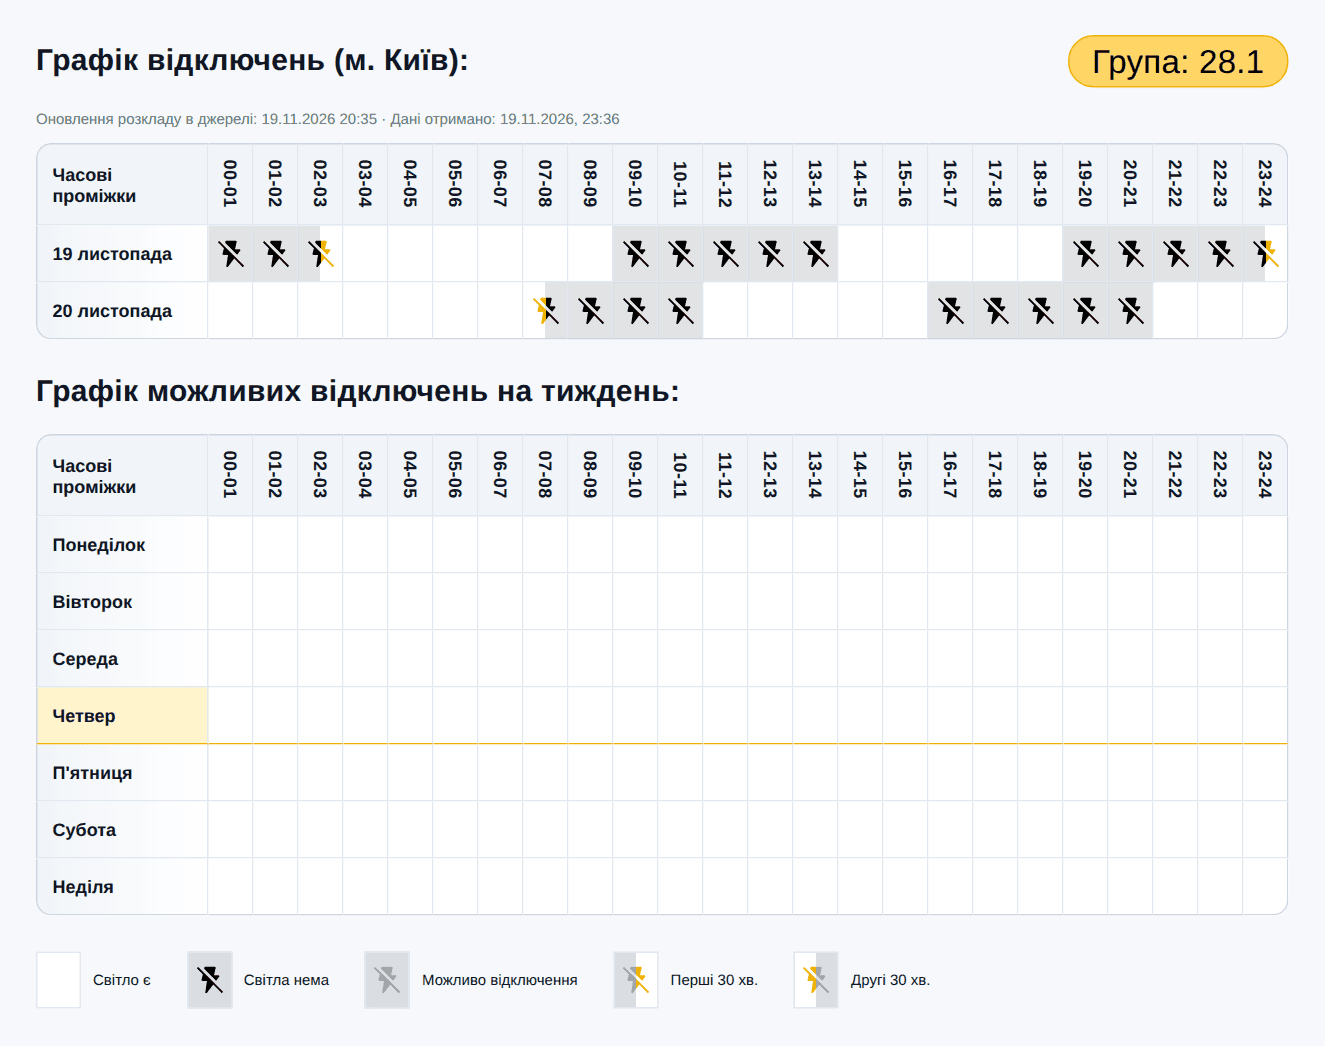 Графік відключень (м. Київ):
Група: 28.1
Оновлення розкладу в джерелі: 19.11.2026 20:35 · Дані отримано: 19.11.2026, 23:36
Часові
проміжки
00-01 01-02 02-03 03-04 04-05 05-06 06-07 07-08 08-09 09-10 10-11 11-12 12-13 13-14 14-15 15-16 16-17 17-18 18-19 19-20 20-21 21-22 22-23 23-24
19 листопада
20 листопада
Графік можливих відключень на тиждень:
Часові
проміжки
00-01 01-02 02-03 03-04 04-05 05-06 06-07 07-08 08-09 09-10 10-11 11-12 12-13 13-14 14-15 15-16 16-17 17-18 18-19 19-20 20-21 21-22 22-23 23-24
Понеділок
Вівторок
Середа
Четвер
П'ятниця
Субота
Неділя
Світло є
Світла нема
Можливо відключення
Перші 30 хв.
Другі 30 хв.